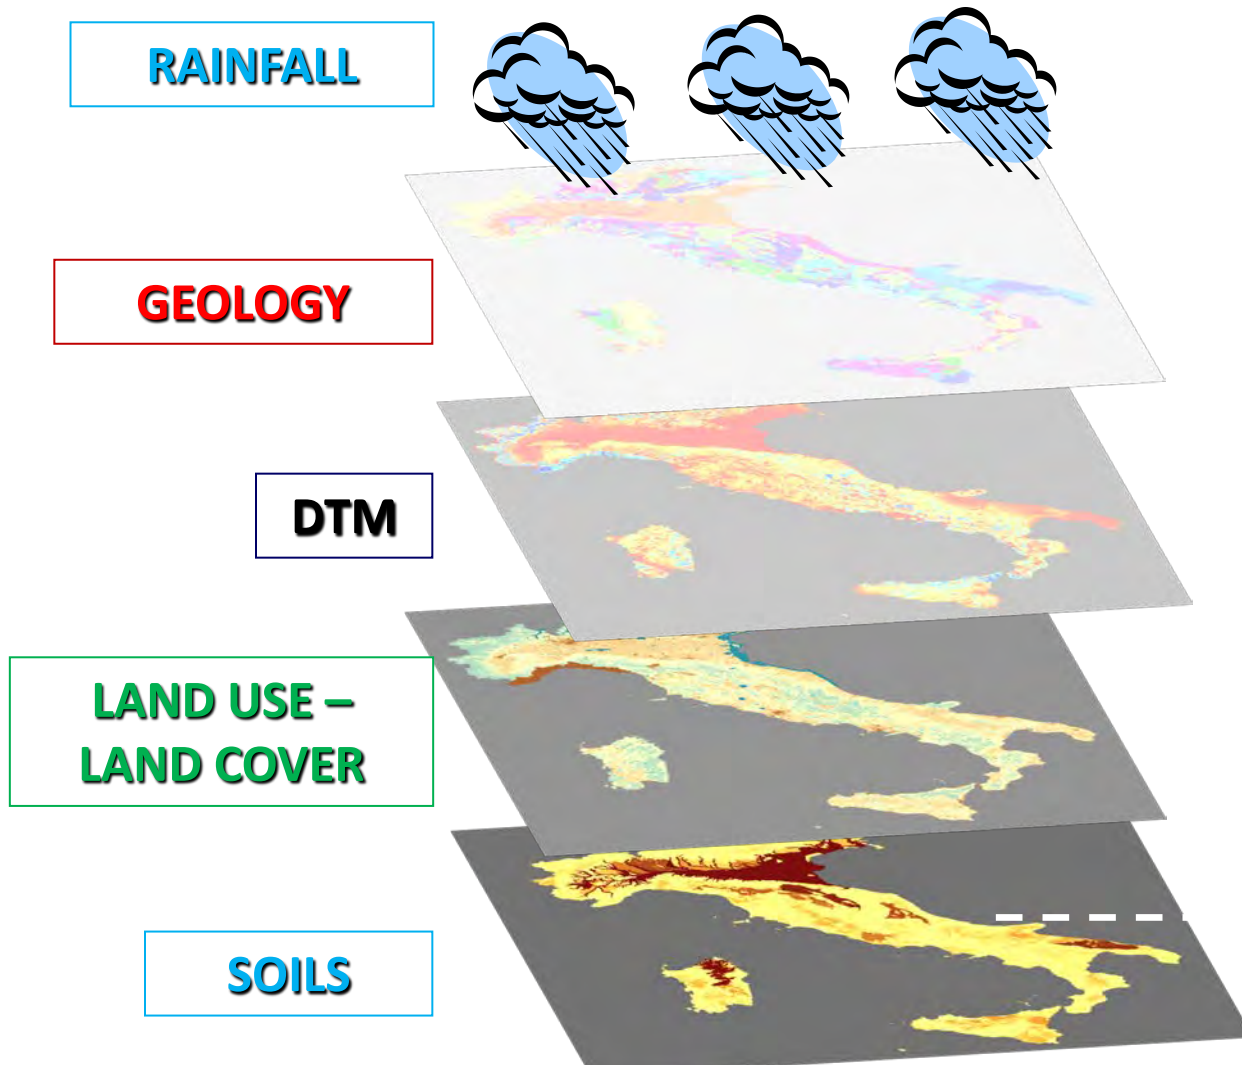 RAINFALL
GEOLOGY
DTM
LAND USE –
LAND COVER
SOILS